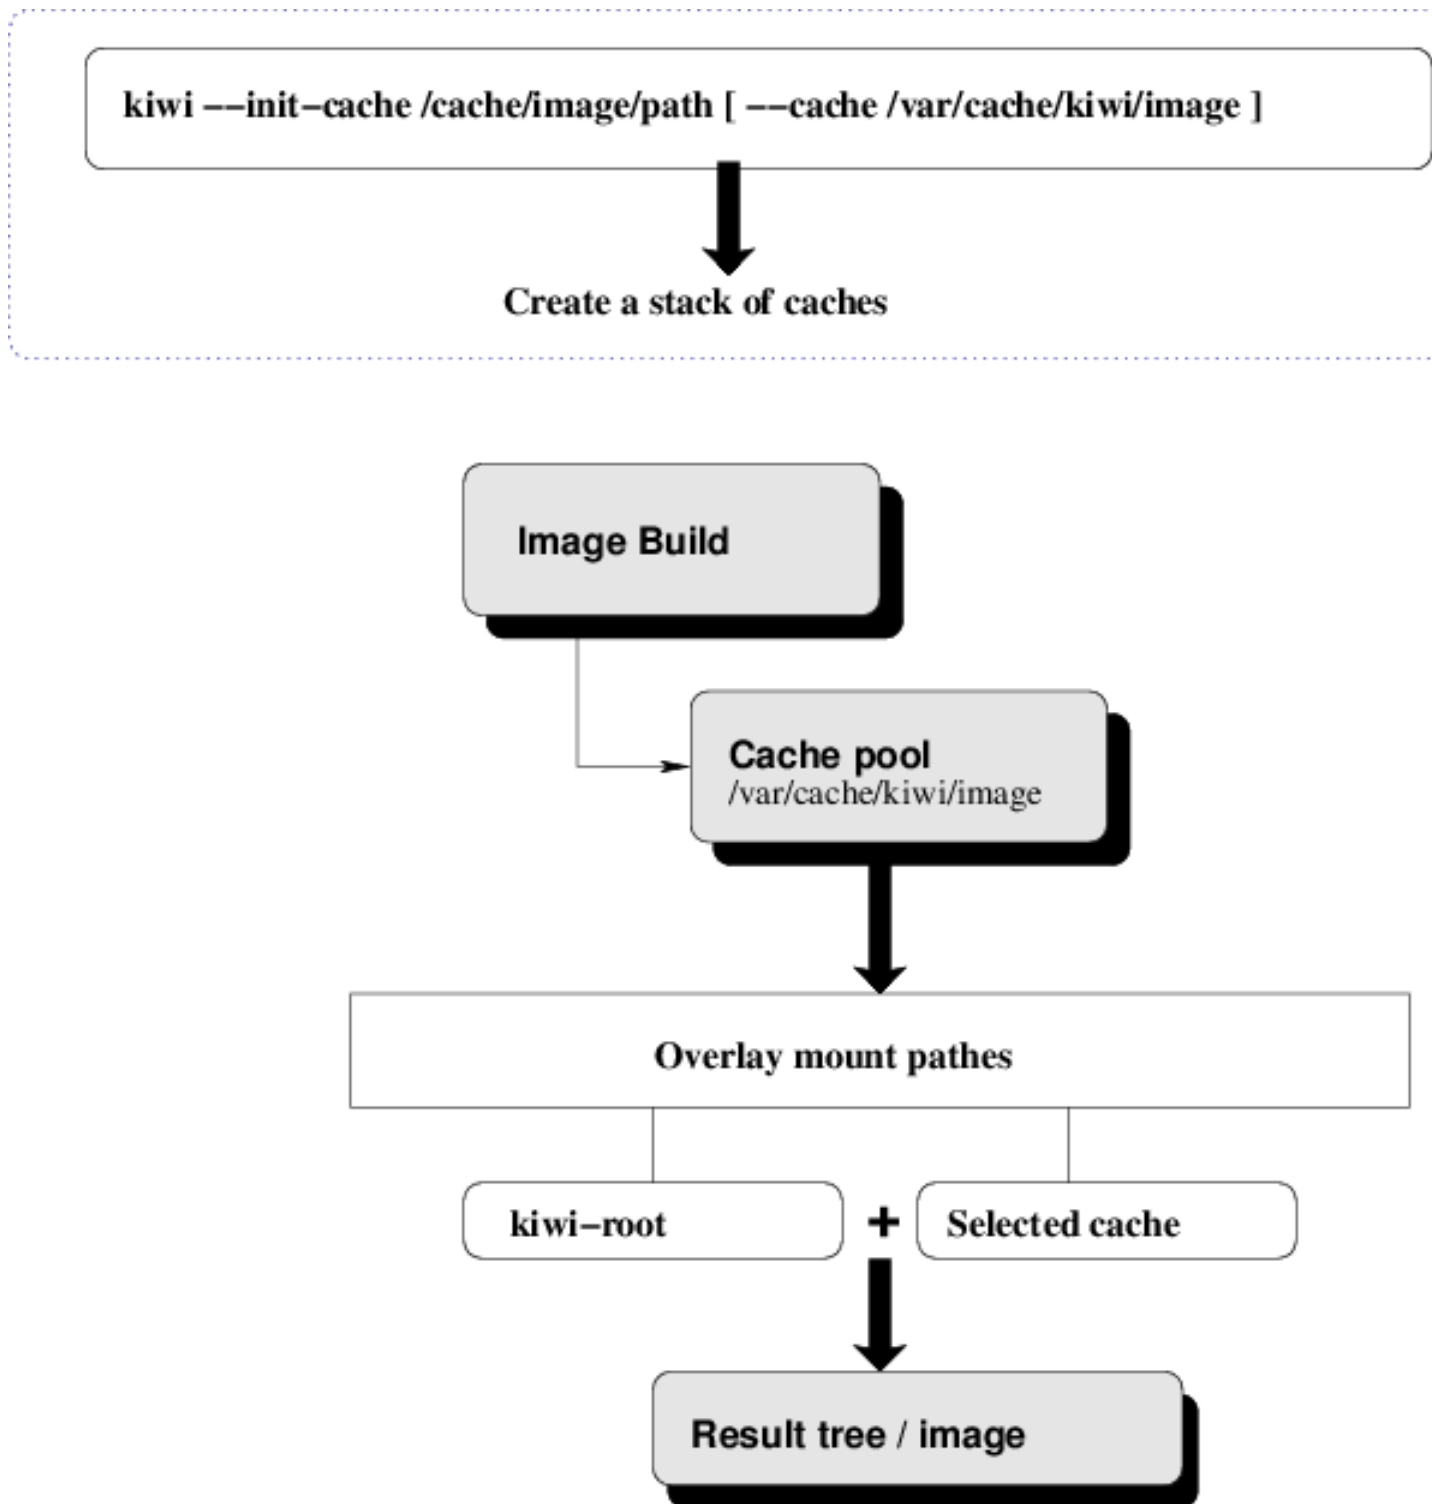 kiwi −−init−cache /cache/image/path [ −−cache /var/cache/kiwi/image ]
Create a stack of caches
Image Build
Cache pool
/var/cache/kiwi/image
Overlay mount pathes
kiwi−root
+
Selected cache
Result tree / image